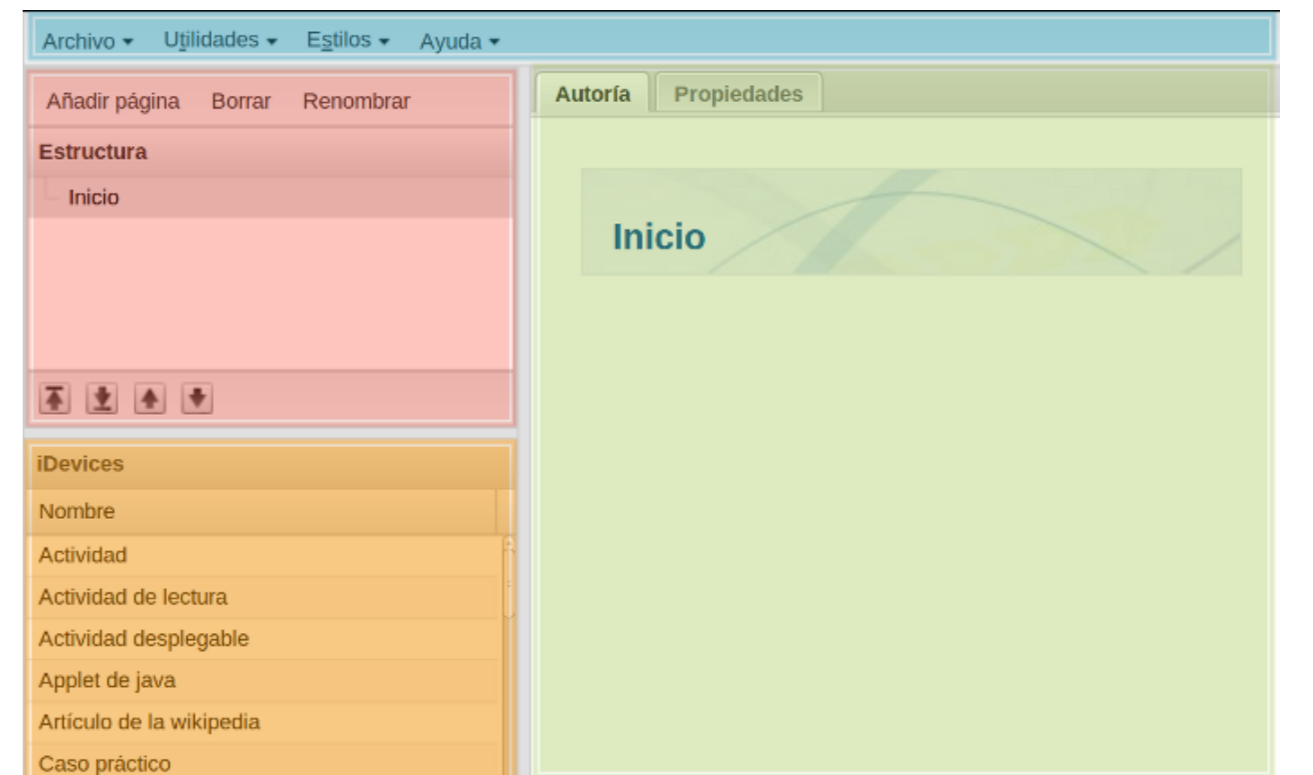 Archivo Utilidades Estilos Ayuda
Añadir página Borrar Renombrar
Estructura
Inicio
iDevices
Nombre
Actividad
Actividad de lectura
Actividad desplegable
Applet de java
Artículo de la wikipedia
Caso práctico
Autoría Propiedades
Inicio